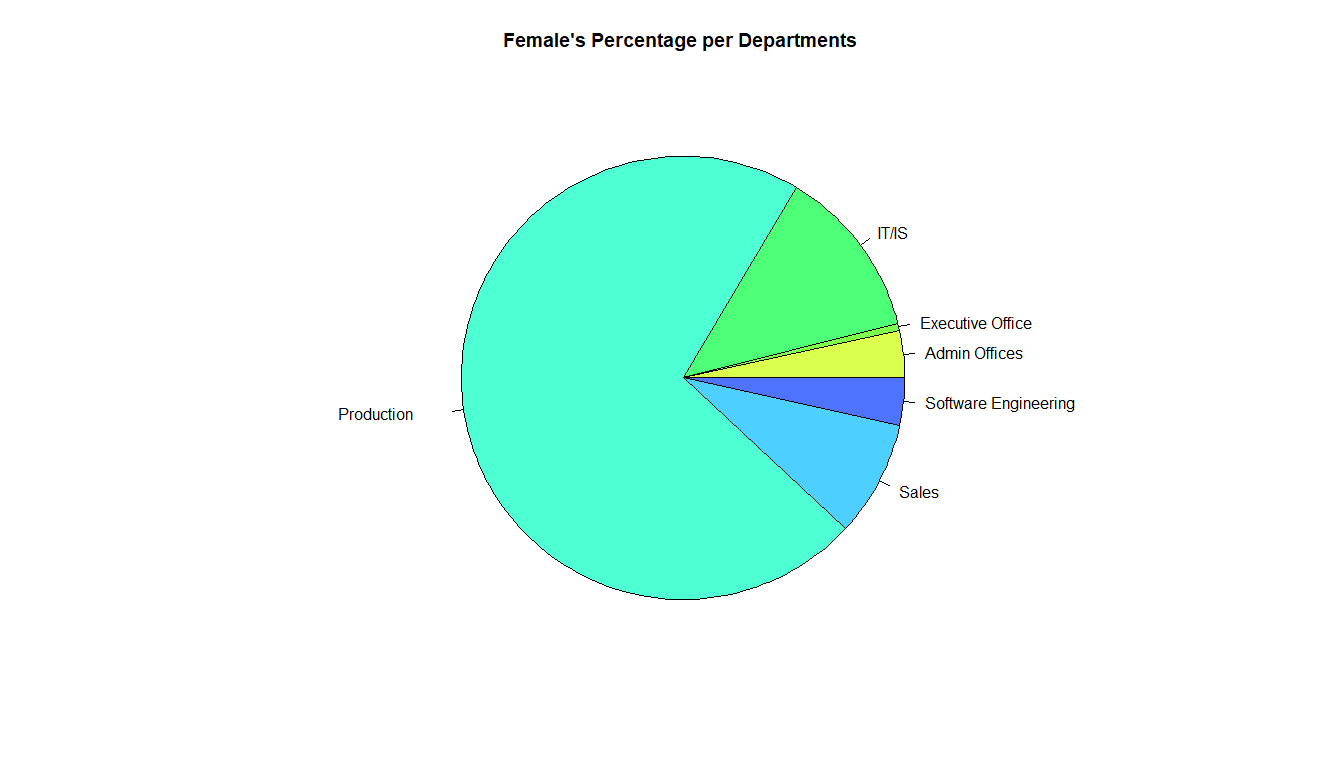 Female's Percentage per Departments
IT/IS
Executive Office
Admin Offices
Software Engineering
Production
Sales